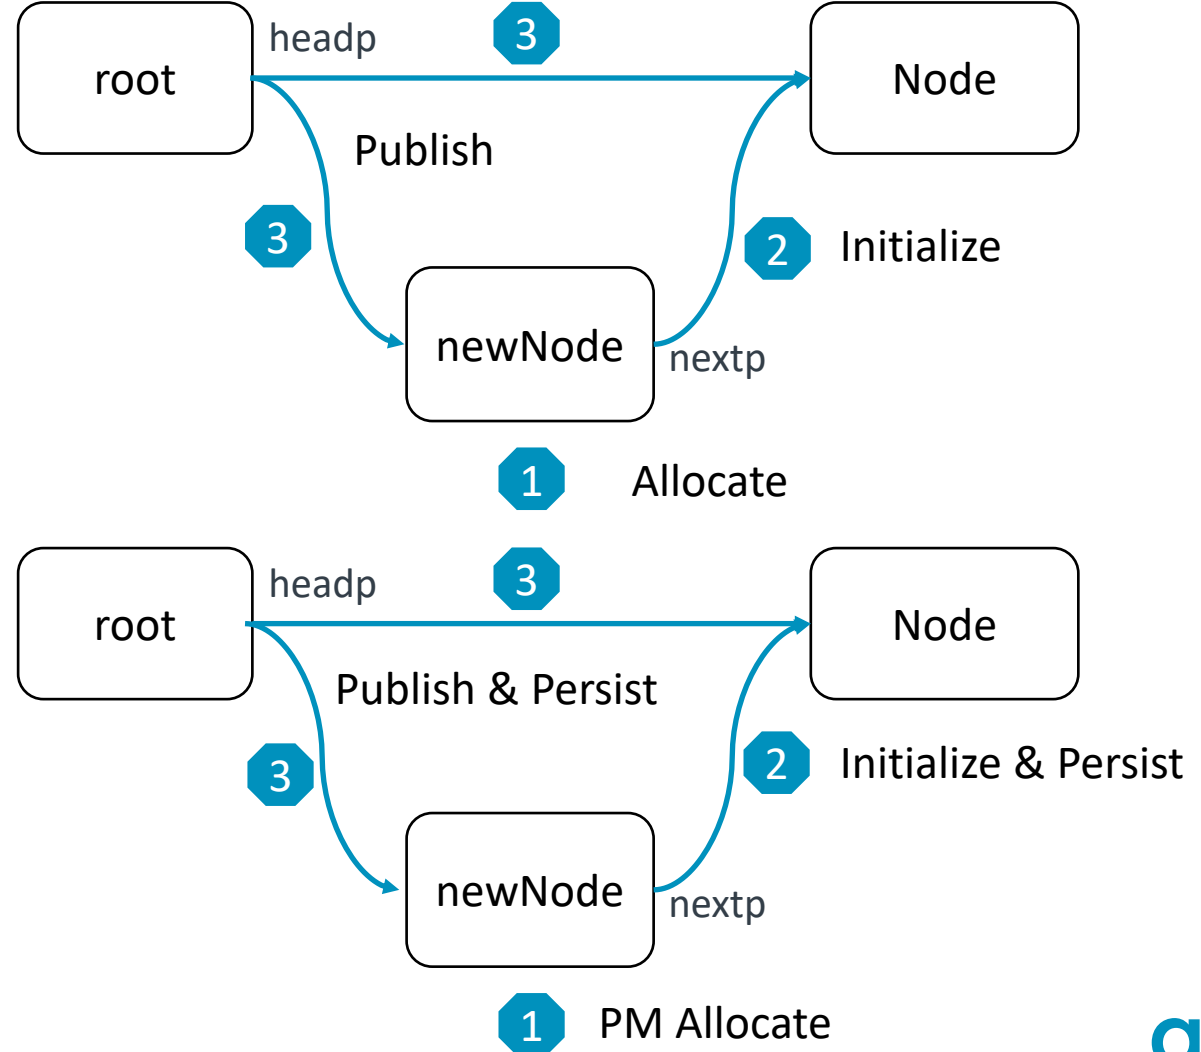 headp
3
root
Node
Publish
3
2
Initialize
newNode
nextp
1
Allocate
headp
3
root
Node
Publish & Persist
3
2
Initialize & Persist
newNode
nextp
1
PM Allocate